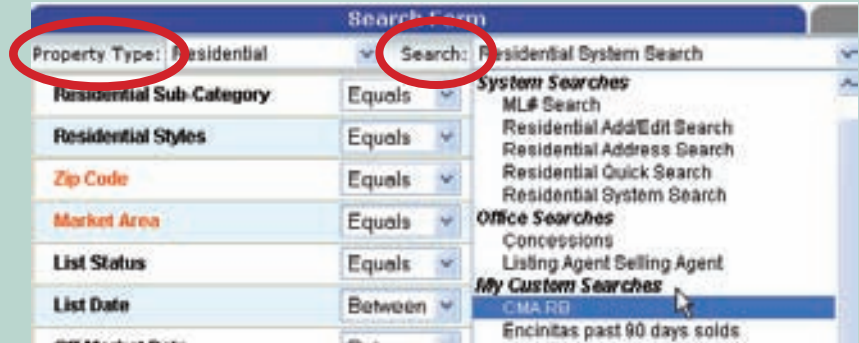 Search Form
Property Type: Residential Search: Residential System Search
Residential Sub-Category Equals
Residential Styles Equals
Zip Code Equals
Market Area Equals
List Status Equals
List Date Between
System Searches
ML# Search
Residential Add/Edit Search
Residential Address Search
Residential Quick Search
Residential System Search
Office Searches
Concessions
Listing Agent Selling Agent
My Custom Searches
CMA RB
Encinitas past 90 days solds